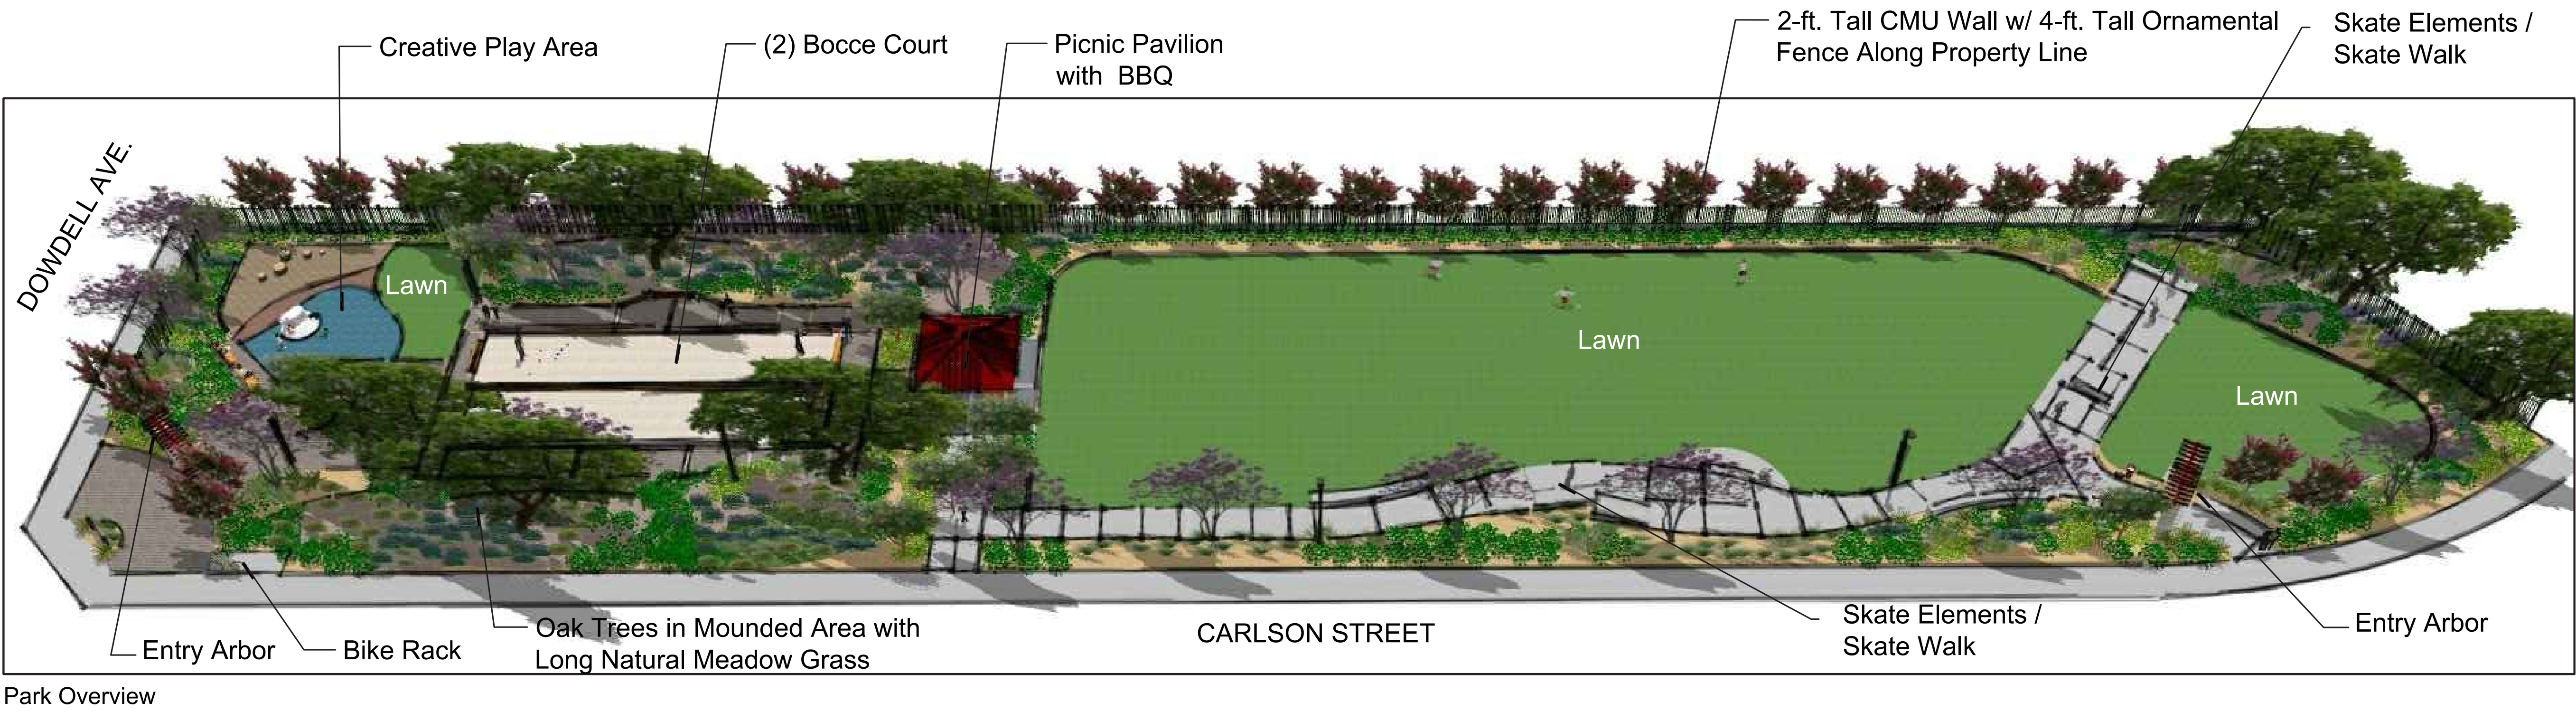 Creative Play Area
(2) Bocce Court
Picnic Pavilion
with BBQ
2-ft. Tall CMU Wall w/ 4-ft. Tall Ornamental
Fence Along Property Line
Skate Elements /
Skate Walk
DOWDELL AVE.
Lawn
Lawn
Lawn
Entry Arbor
Bike Rack
Oak Trees in Mounded Area with
Long Natural Meadow Grass
CARLSON STREET
Skate Elements /
Skate Walk
Entry Arbor
Park Overview